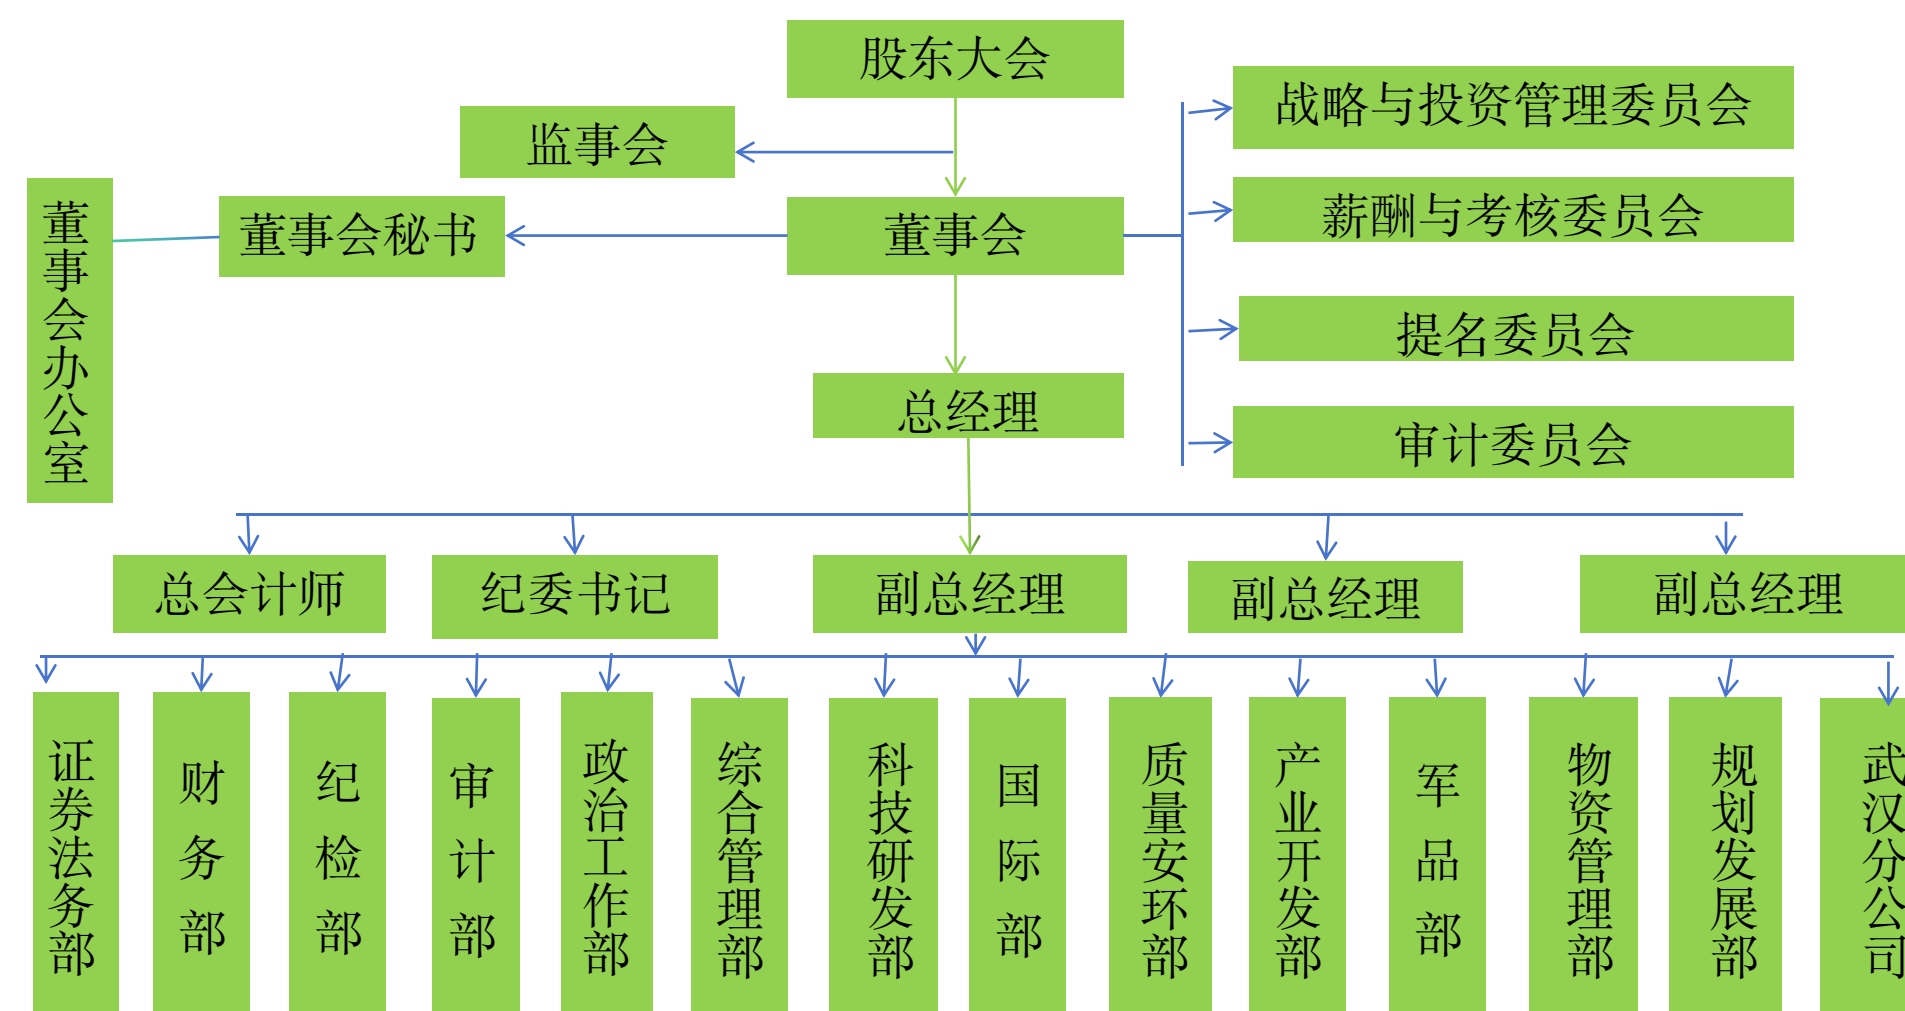 股东大会
监事会
战略与投资管理委员会
薪酬与考核委员会
董事会办公室
董事会秘书
董事会
提名委员会
总经理
审计委员会
总会计师
纪委书记
副总经理
副总经理
副总经理
证券法务部
财务部
纪检部
审计部
政治工作部
综合管理部
科技研发部
国际部
质量安环部
产业开发部
军品部
物资管理部
规划发展部
武汉分公司